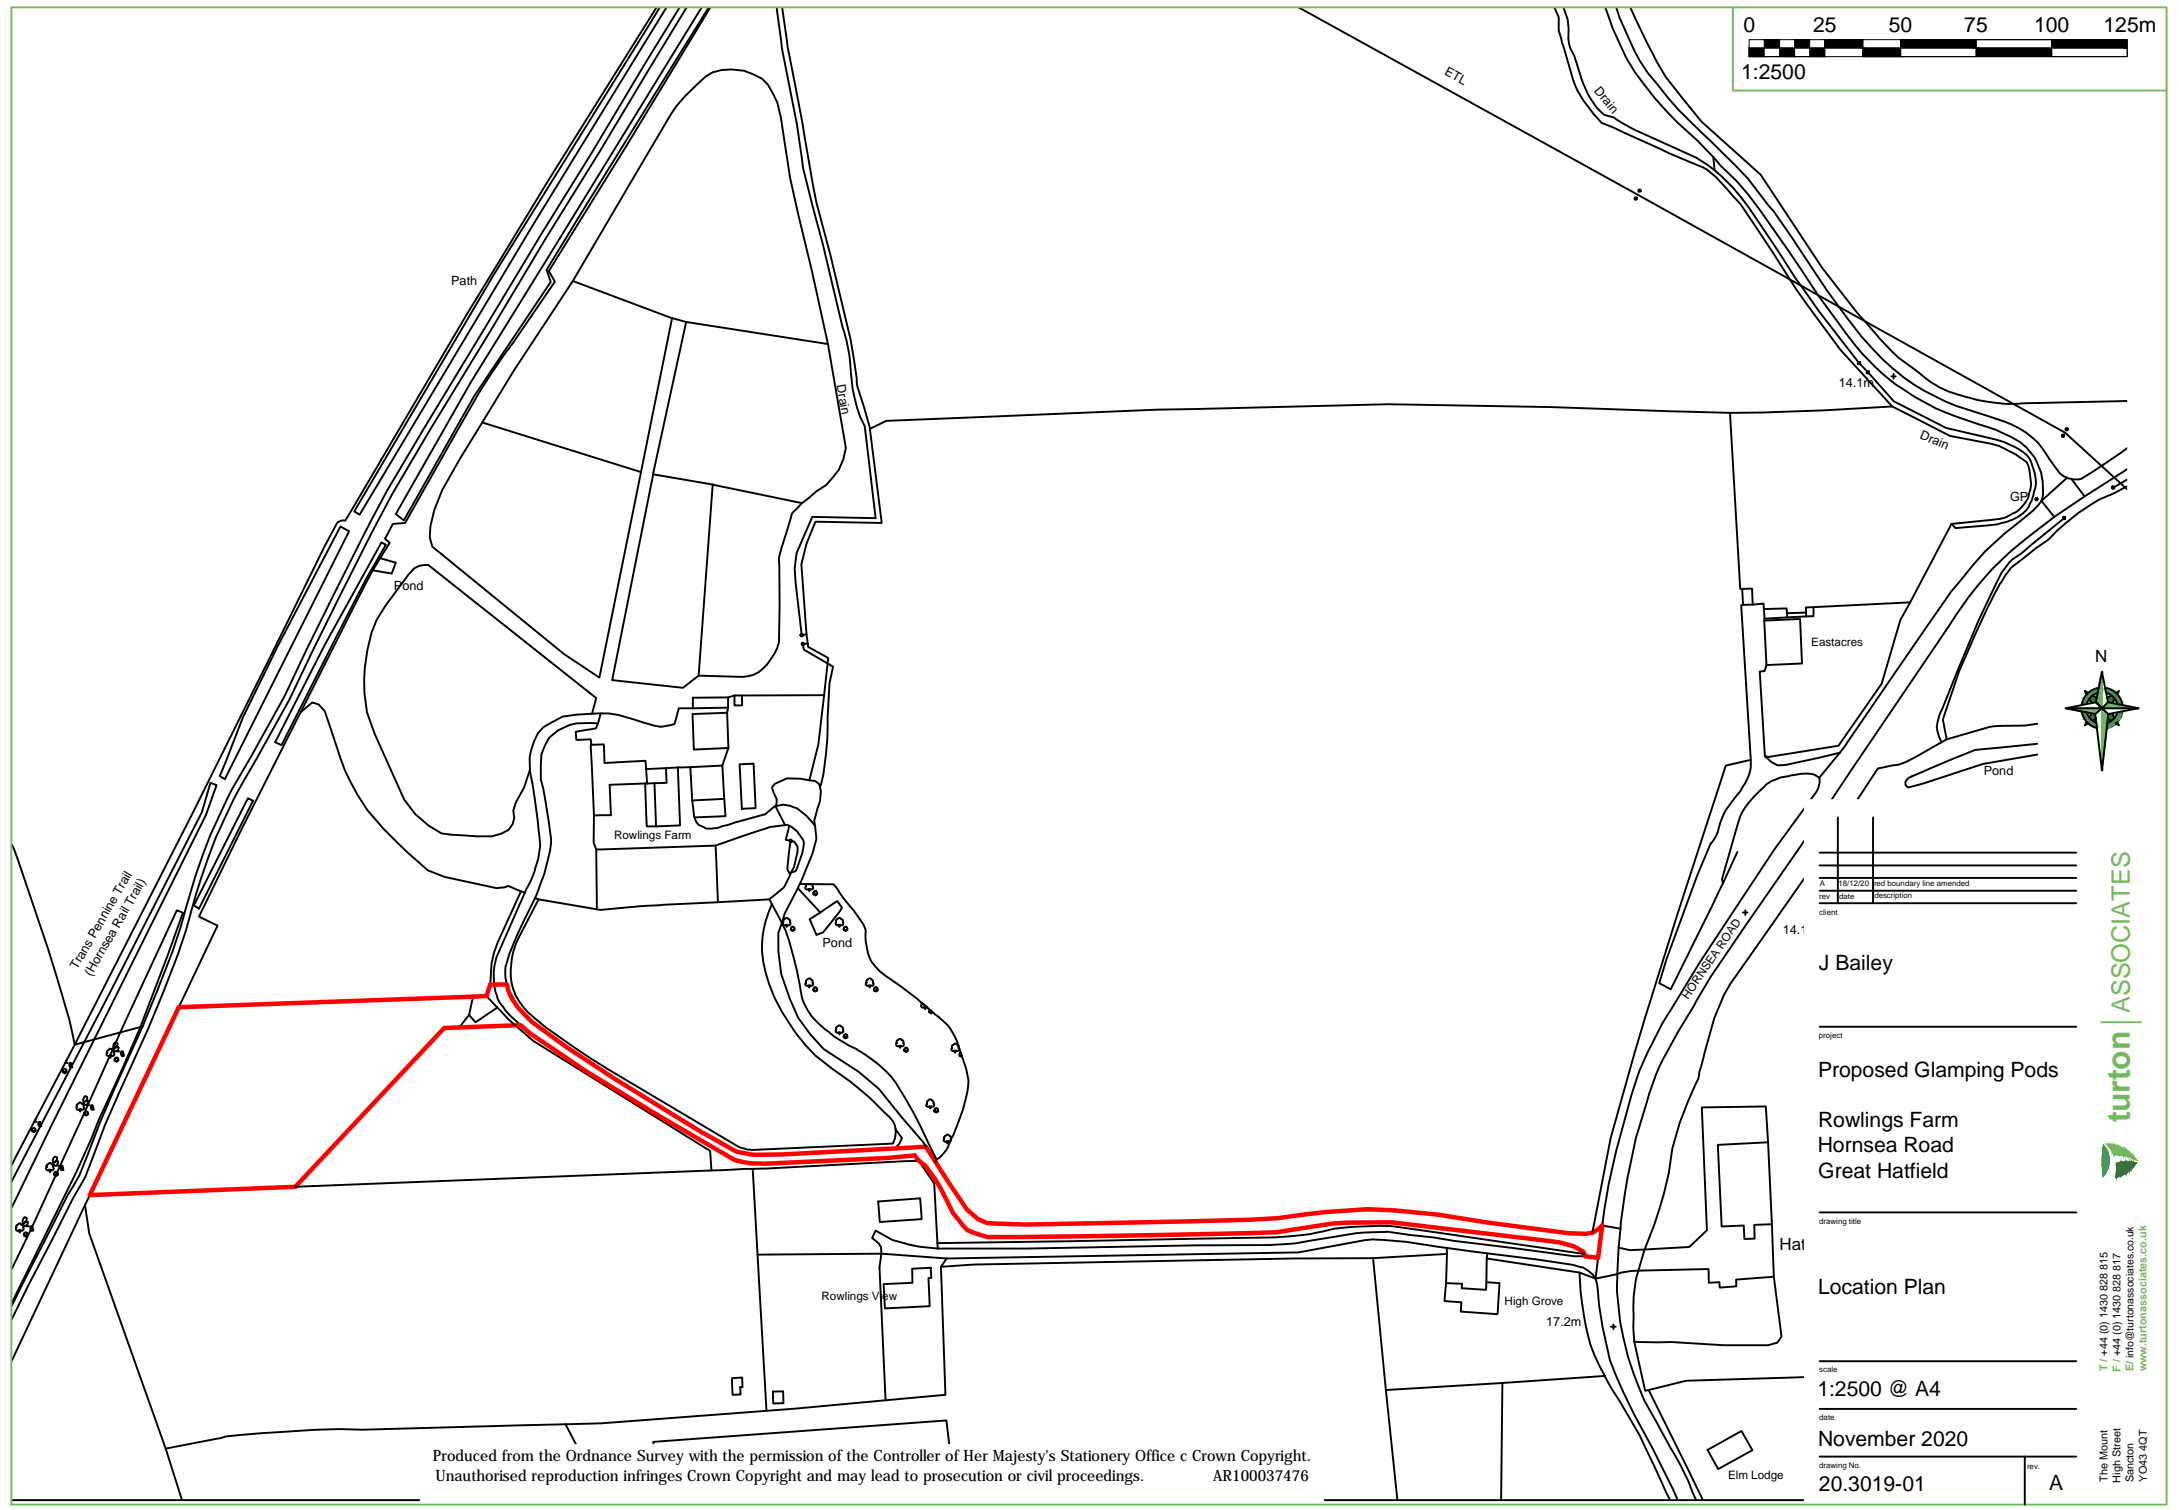 0 25 50 75 100 125m
1:2500
ETL
Drain
Path
14.1m
Drain
Drain
GP
Pond
Eastacres
N
Pond
Rowlings Farm
Trans Pennine Trail
(Hornsea Rail Trail)
Pond
HORNSEA ROAD
14.1
Hat
Rowlings View
High Grove
17.2m
Elm Lodge
A 18/12/20 red boundary line amended
rev date description
client
J Bailey
project
Proposed Glamping Pods
Rowlings Farm
Hornsea Road
Great Hatfield
drawing title
Location Plan
scale
1:2500 @ A4
date
November 2020
drawing No.
20.3019-01
rev.
A
turton | ASSOCIATES
T / +44 (0) 1430 828 815
F / +44 (0) 1430 828 817
E/ info@turtonassociates.co.uk
www.turtonassociates.co.uk
The Mount
High Street
Sancton
YO43 4QT
Produced from the Ordnance Survey with the permission of the Controller of Her Majesty's Stationery Office c Crown Copyright.
Unauthorised reproduction infringes Crown Copyright and may lead to prosecution or civil proceedings. AR100037476